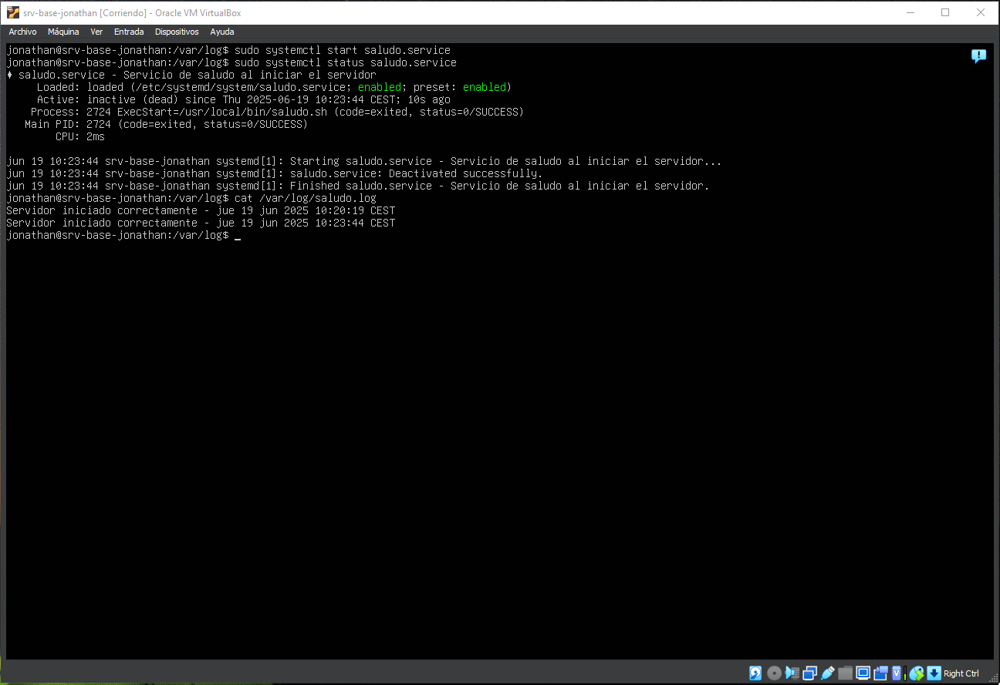 srv-base-jonathan [Corriendo] - Oracle VM VirtualBox
Archivo Máquina Ver Entrada Dispositivos Ayuda
jonathan@srv-base-jonathan:/var/log$ sudo systemctl start saludo.service
jonathan@srv-base-jonathan:/var/log$ sudo systemctl status saludo.service
♦ saludo.service - Servicio de saludo al iniciar el servidor
Loaded: loaded (/etc/systemd/system/saludo.service; enabled; preset: enabled)
Active: inactive (dead) since Thu 2025-06-19 10:23:44 CEST; 10s ago
Process: 2724 ExecStart=/usr/local/bin/saludo.sh (code=exited, status=0/SUCCESS)
Main PID: 2724 (code=exited, status=0/SUCCESS)
CPU: 2ms
jun 19 10:23:44 srv-base-jonathan systemd[1]: Starting saludo.service - Servicio de saludo al iniciar el servidor...
jun 19 10:23:44 srv-base-jonathan systemd[1]: saludo.service: Deactivated successfully.
jun 19 10:23:44 srv-base-jonathan systemd[1]: Finished saludo.service - Servicio de saludo al iniciar el servidor.
jonathan@srv-base-jonathan:/var/log$ cat /var/log/saludo.log
Servidor iniciado correctamente - jue 19 jun 2025 10:20:19 CEST
Servidor iniciado correctamente - jue 19 jun 2025 10:23:44 CEST
jonathan@srv-base-jonathan:/var/log$ _
Right Ctrl